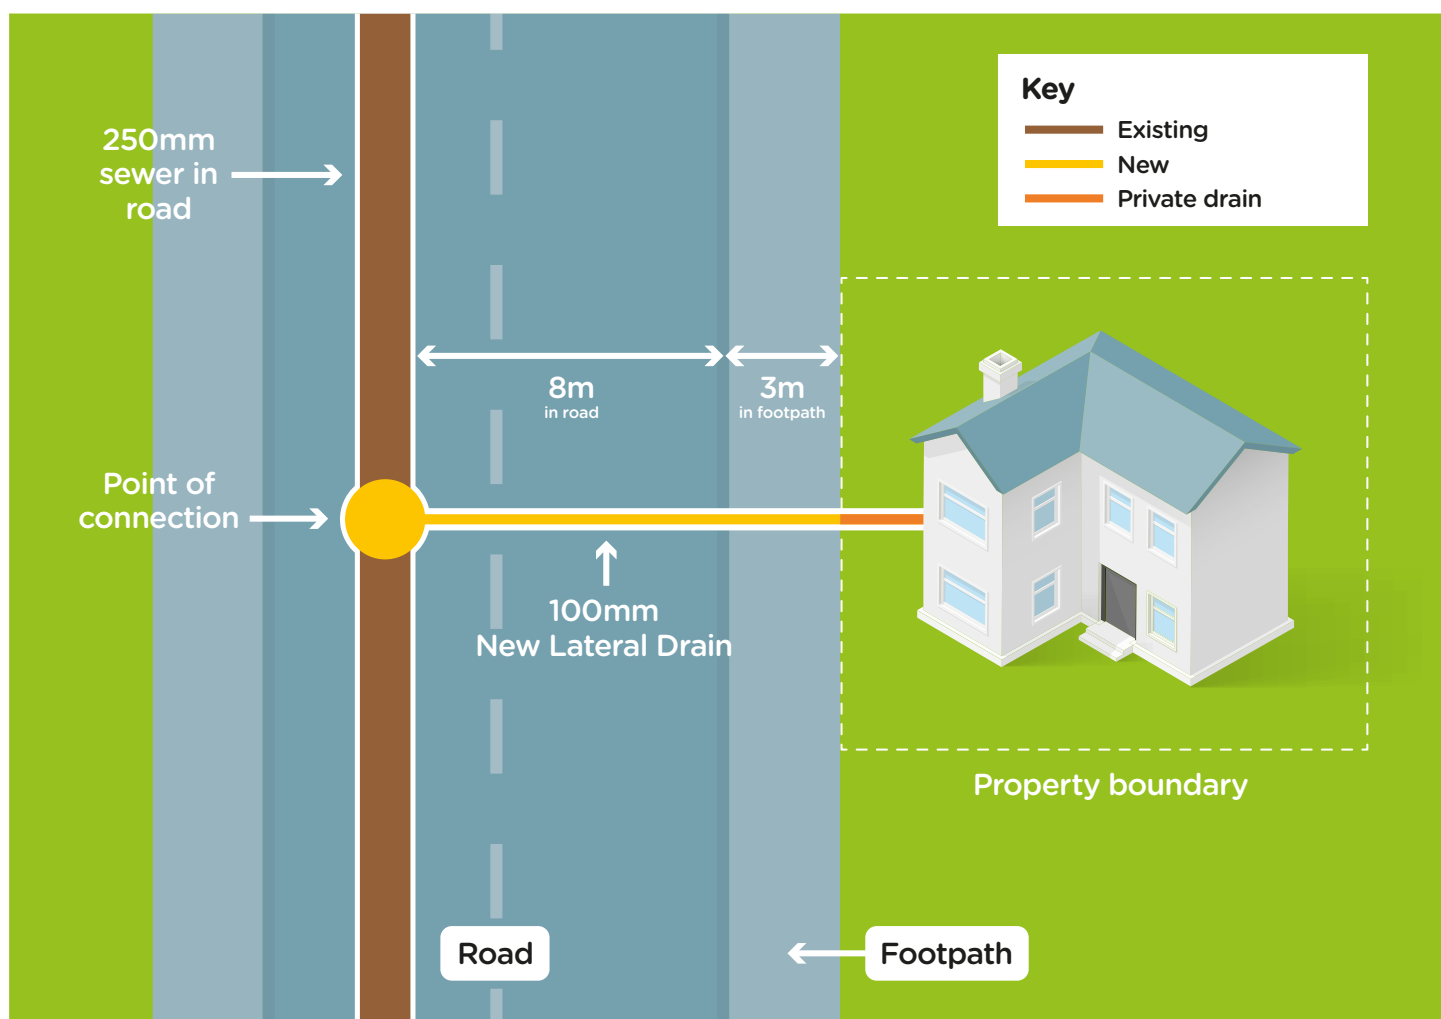 Key
Existing
New
Private drain
250mm
sewer in
road
8m
in road
3m
in footpath
Point of
connection
100mm
New Lateral Drain
Property boundary
Road
Footpath